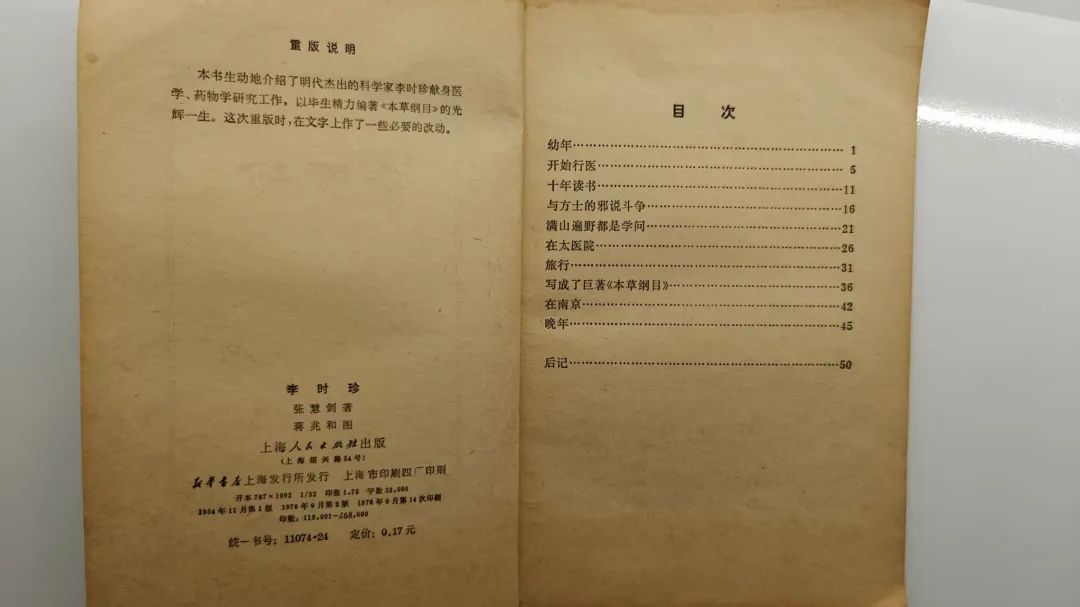 重版说明
本书生动地介绍了明代杰出的科学家李时珍献身医
学、药物学研究工作，以毕生精力编著《本草纲目》的光
辉一生。这次重版时，在文字上作了一些必要的改动。
李时珍
张慧剑著
蒋兆和图
上海人民出版社出版
（上海绍兴路54号）
新华书店上海发行所发行 上海市印刷四厂印刷
开本787×1092 1/32 印张1.75 字数33,000
1954年11月第1版 1978年9月第2版 1978年9月第14次印刷
印数：118,001-468,000
统一书号：11074·24 定价：0.17元
目次
幼年……1
开始行医……5
十年读书……11
与方士的邪说斗争……16
满山遍野都是学问……21
在太医院……26
旅行……31
写成了巨著《本草纲目》……36
在南京……42
晚年……45
后记……50